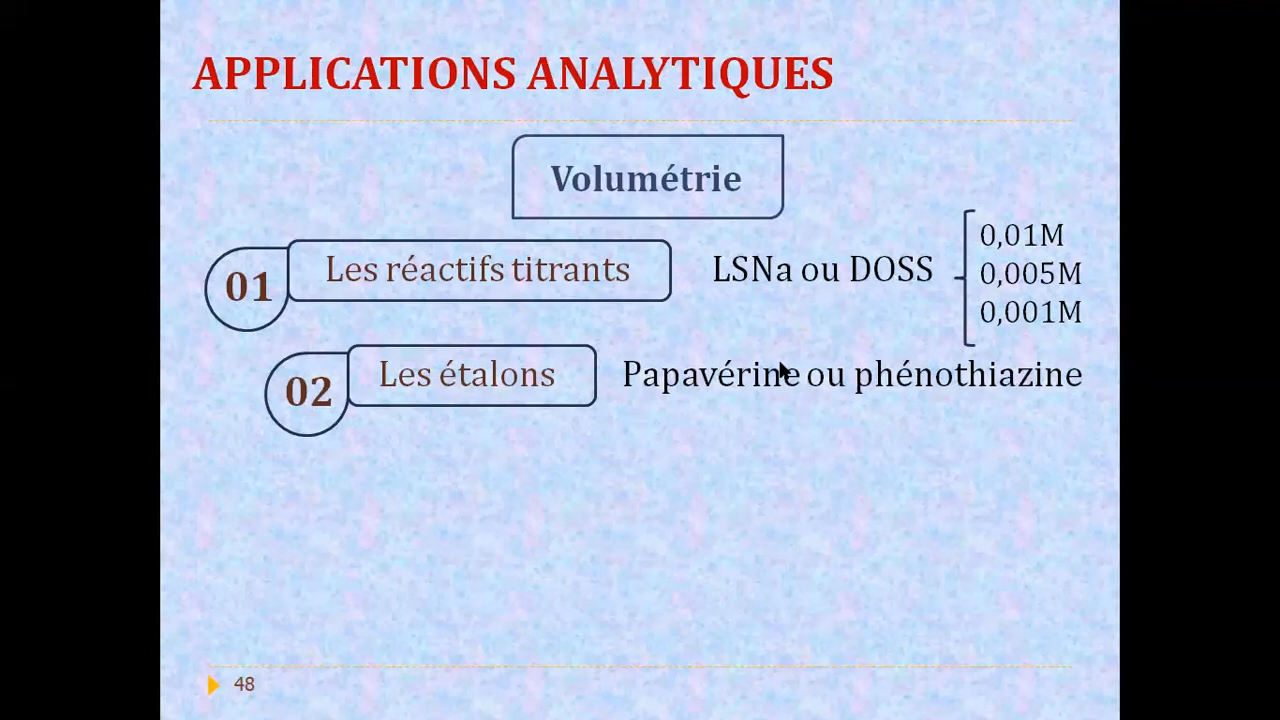 APPLICATIONS ANALYTIQUES
Volumétrie
01 Les réactifs titrants LSNa ou DOSS
0,01M
0,005M
0,001M
02 Les étalons Papavérine ou phénothiazine
48